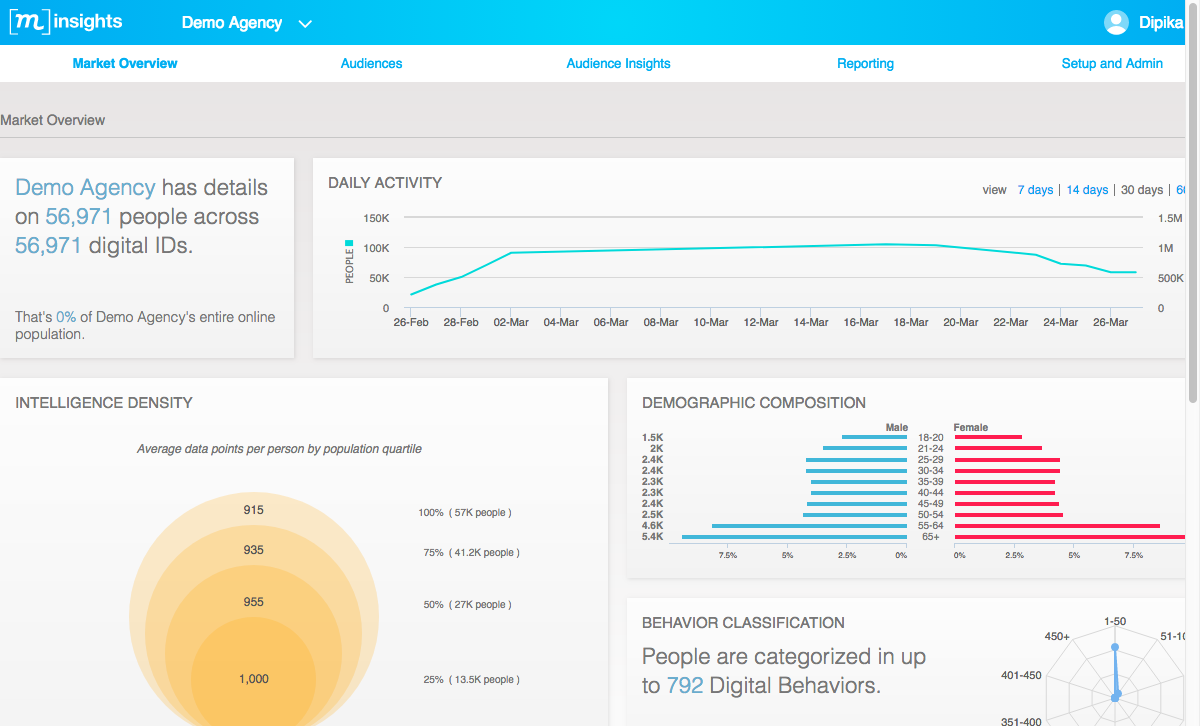 [m] insights Demo Agency Dipika
Market Overview Audiences Audience Insights Reporting Setup and Admin
Market Overview
Demo Agency has details
on 56,971 people across
56,971 digital IDs.
That's 0% of Demo Agency's entire online
population.
DAILY ACTIVITY
view 7 days | 14 days | 30 days |
150K 1.5M
100K 1M
50K 500K
0 0
PEOPLE
26-Feb 28-Feb 02-Mar 04-Mar 06-Mar 08-Mar 10-Mar 12-Mar 14-Mar 16-Mar 18-Mar 20-Mar 22-Mar 24-Mar 26-Mar
INTELLIGENCE DENSITY
Average data points per person by population quartile
915 100% ( 57K people )
935 75% ( 41.2K people )
955 50% ( 27K people )
1,000 25% ( 13.5K people )
DEMOGRAPHIC COMPOSITION
Male Female
1.5K 18-20
2K 21-24
2.4K 25-29
2.4K 30-34
2.3K 35-39
2.3K 40-44
2.4K 45-49
2.5K 50-54
4.6K 55-64
5.4K 65+
7.5% 5% 2.5% 0% 0% 2.5% 5% 7.5%
BEHAVIOR CLASSIFICATION
People are categorized in up
to 792 Digital Behaviors.
1-50
450+
401-450
351-400